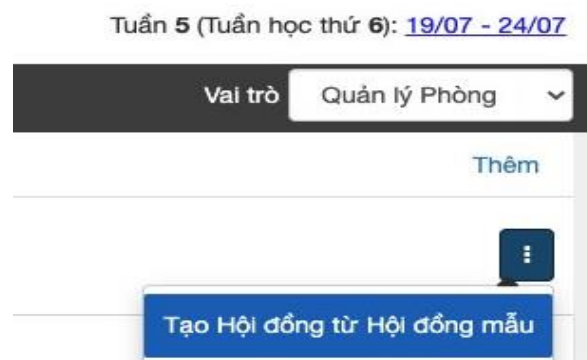 Tuần 5 (Tuần học thứ 6): 19/07 - 24/07
Vai trò Quản lý Phòng
Thêm
Tạo Hội đồng từ Hội đồng mẫu